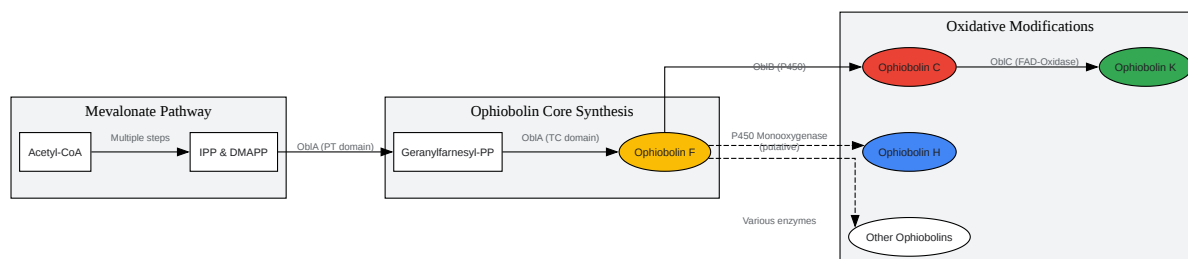 Oxidative Modifications
OblB (P450)
Ophiobolin C
OblC (FAD-Oxidase)
Ophiobolin K
Mevalonate Pathway
Ophiobolin Core Synthesis
Acetyl-CoA
Multiple steps
IPP & DMAPP
OblA (PT domain)
Geranylfarnesyl-PP
OblA (TC domain)
Ophiobolin F
P450 Monooxygenase
(putative)
Ophiobolin H
Various enzymes
Other Ophiobolins